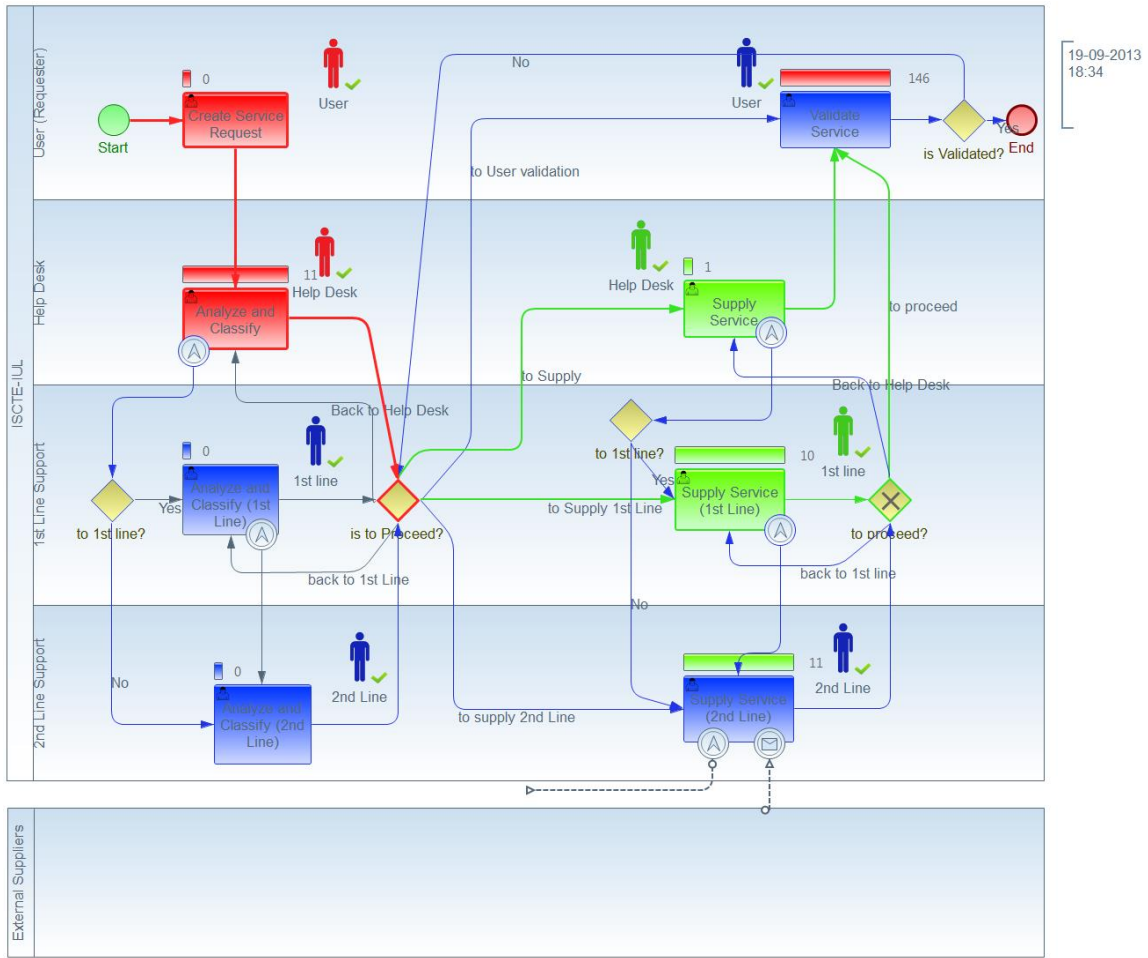 ISCTE-IUL
User (Requester)
0
User
Start
Create Service
Request
No
User
146
Validate
Service
is Validated?
Yes
End
19-09-2013
18:34
to User validation
Help Desk
11
Help Desk
Analyze and
Classify
Help Desk
1
Supply
Service
to proceed
to Supply
Back to Help Desk
Back to Help Desk
1st Line Support
0
1st line
Analyze and
Classify (1st
Line)
to 1st line?
Yes
is to Proceed?
back to 1st Line
to 1st line?
Yes
10
1st line
to Supply 1st Line
Supply Service
(1st Line)
to proceed?
back to 1st line
No
2nd Line Support
No
0
2nd Line
Analyze and
Classify (2nd
Line)
to supply 2nd Line
11
2nd Line
Supply Service
(2nd Line)
External Suppliers